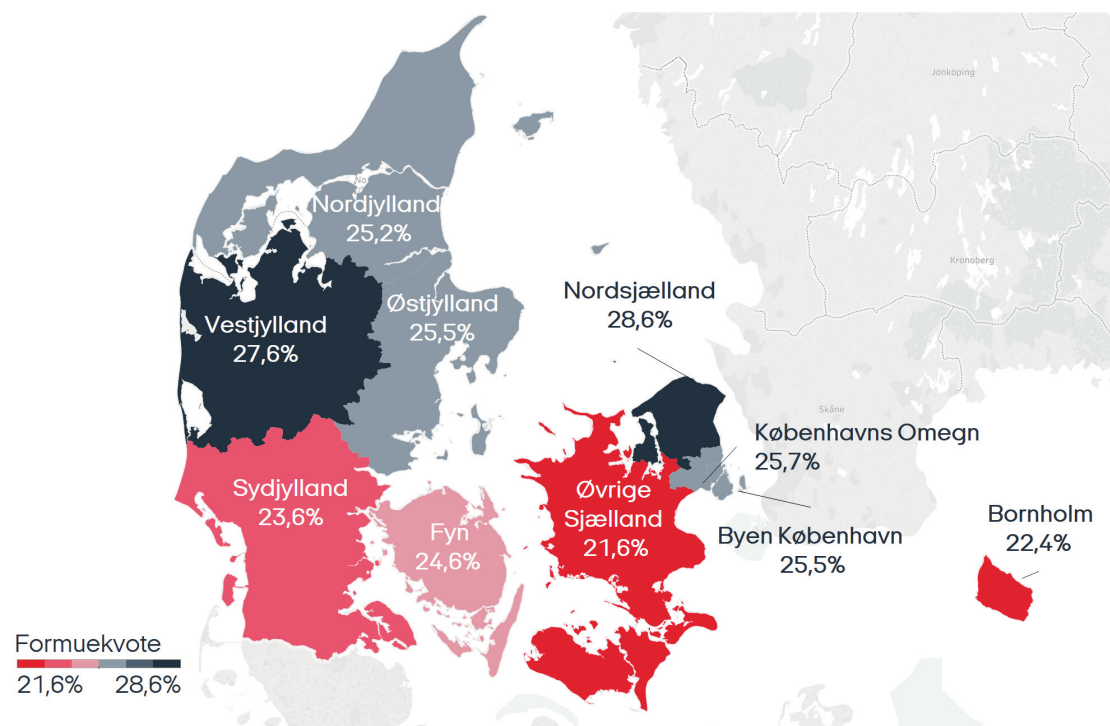 Jönköping
No
Nordjylland
25,2%
Kronoberg
Nordsjælland
28,6%
Østjylland
25,5%
Vestjylland
27,6%
Skåne
Københavns Omegn
25,7%
Sydjylland
23,6%
Øvrige
Sjælland
21,6%
Fyn
24,6%
Byen København
25,5%
Bornholm
22,4%
Formuekvote
21,6% 28,6%